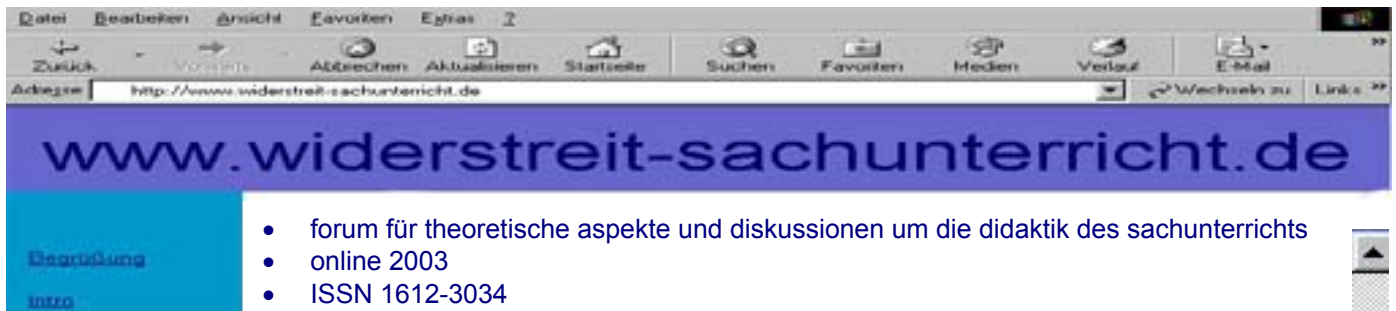 Datei Bearbeiten Ansicht Favoriten Extras ?
Zurück Vorwärts Abbrechen Aktualisieren Startseite Suchen Favoriten Medien Verlauf E-Mail
Adresse http://www.widerstreit-sachunterricht.de Wechseln zu Links
www.widerstreit-sachunterricht.de
Begrüßung
intro
• forum für theoretische aspekte und diskussionen um die didaktik des sachunterrichts
• online 2003
• ISSN 1612-3034